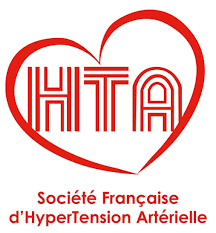 HTA
Société Française
d'HyperTension Artérielle